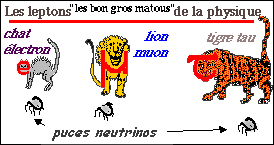 Les leptons "les bon gros matous" de la physique
chat lion tigre tau
électron muon
e μ τ
puces neutrinos